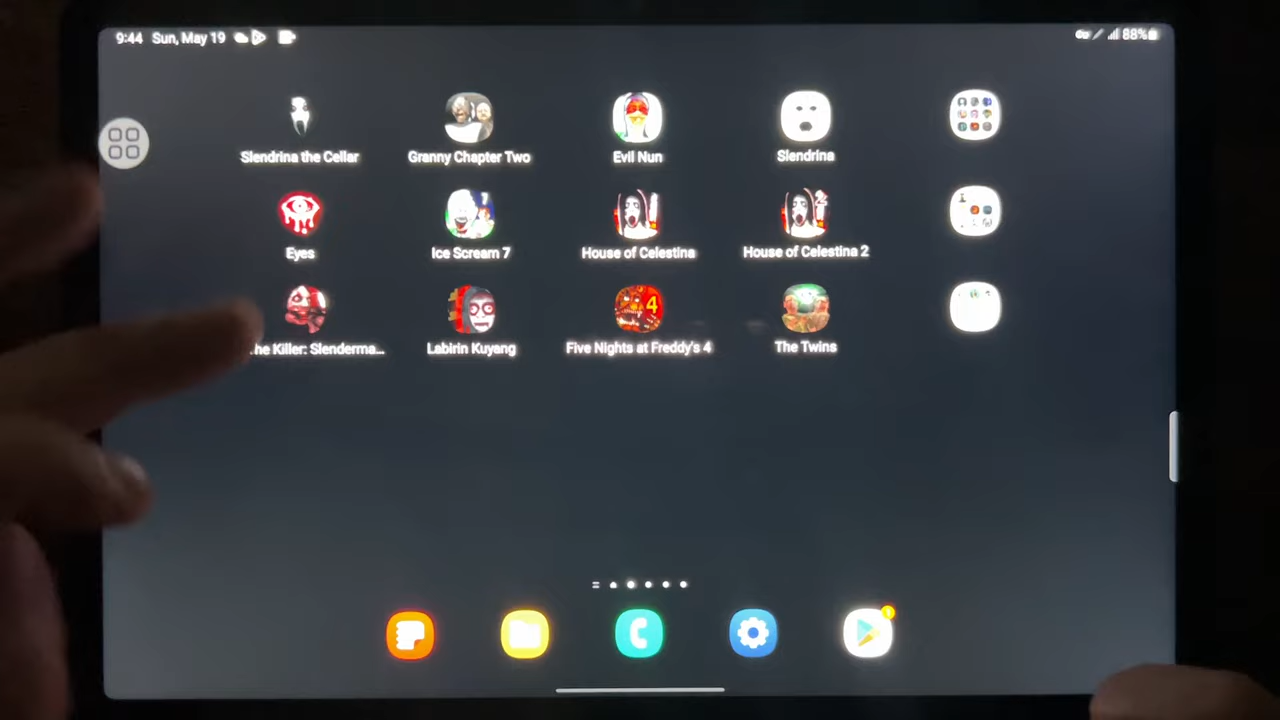 9:44 Sun, May 19
88%
Slendrina the Cellar
Granny Chapter Two
Evil Nun
Slendrina
Eyes
Ice Scream 7
House of Celestina
House of Celestina 2
he Killer: Slenderma...
Labirin Kuyang
Five Nights at Freddy's 4
The Twins